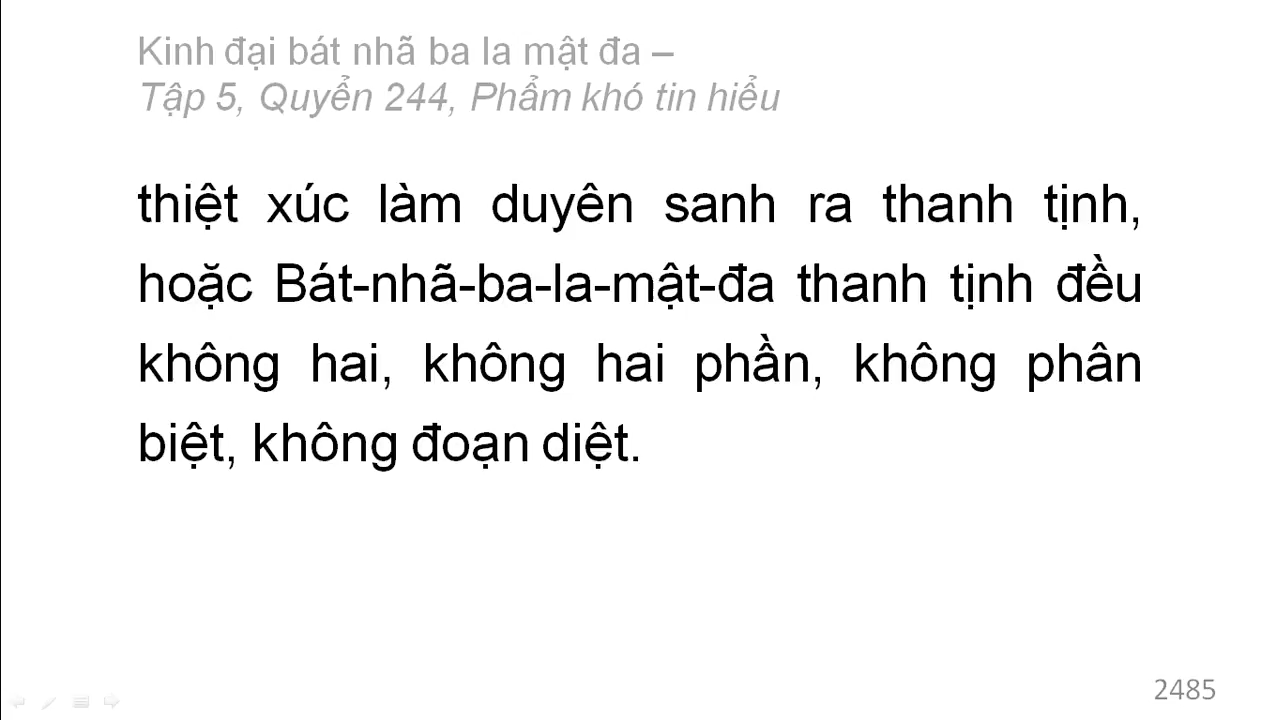 Kinh đại bát nhã ba la mật đa –
Tập 5, Quyển 244, Phẩm khó tin hiểu
thiệt xúc làm duyên sanh ra thanh tịnh,
hoặc Bát-nhã-ba-la-mật-đa thanh tịnh đều
không hai, không hai phần, không phân
biệt, không đoạn diệt.
2485